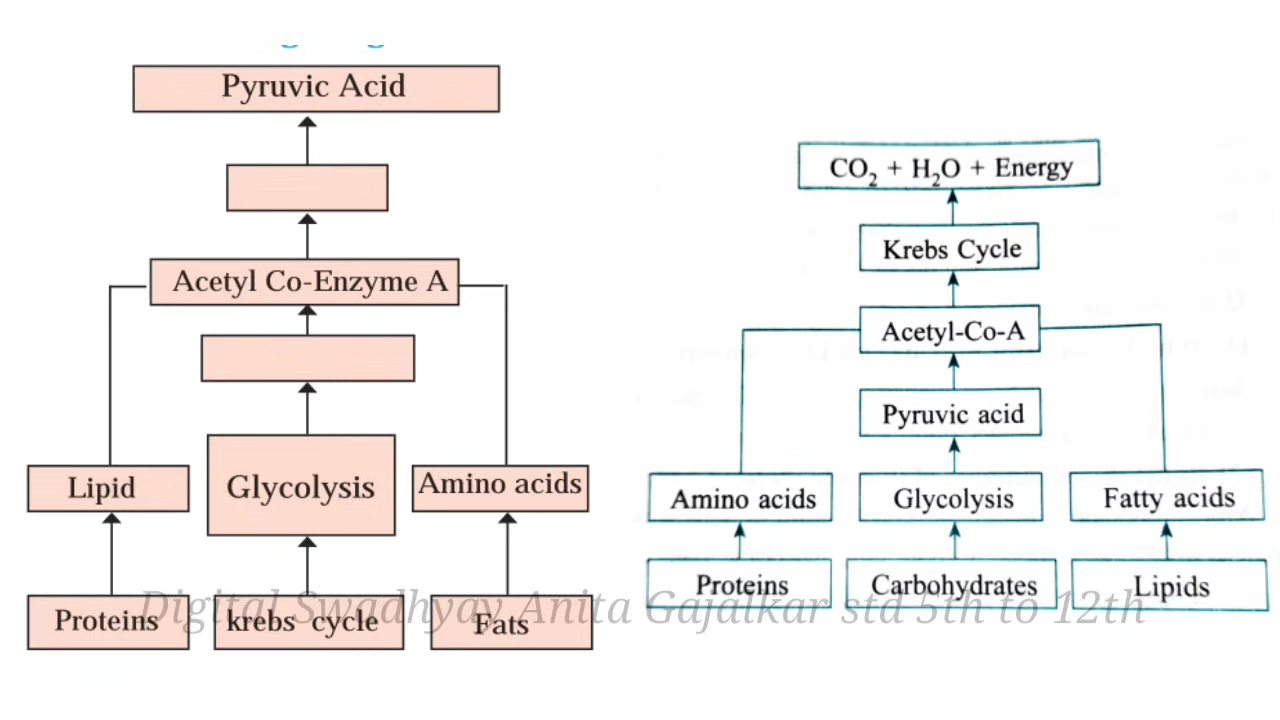 Pyruvic Acid
Acetyl Co-Enzyme A
Lipid
Glycolysis
Amino acids
Proteins
krebs cycle
Fats
CO₂ + H₂O + Energy
Krebs Cycle
Acetyl-Co-A
Pyruvic acid
Amino acids
Glycolysis
Fatty acids
Proteins
Carbohydrates
Lipids
Digital Swadhyay Anita Gajalkar std 5th to 12th